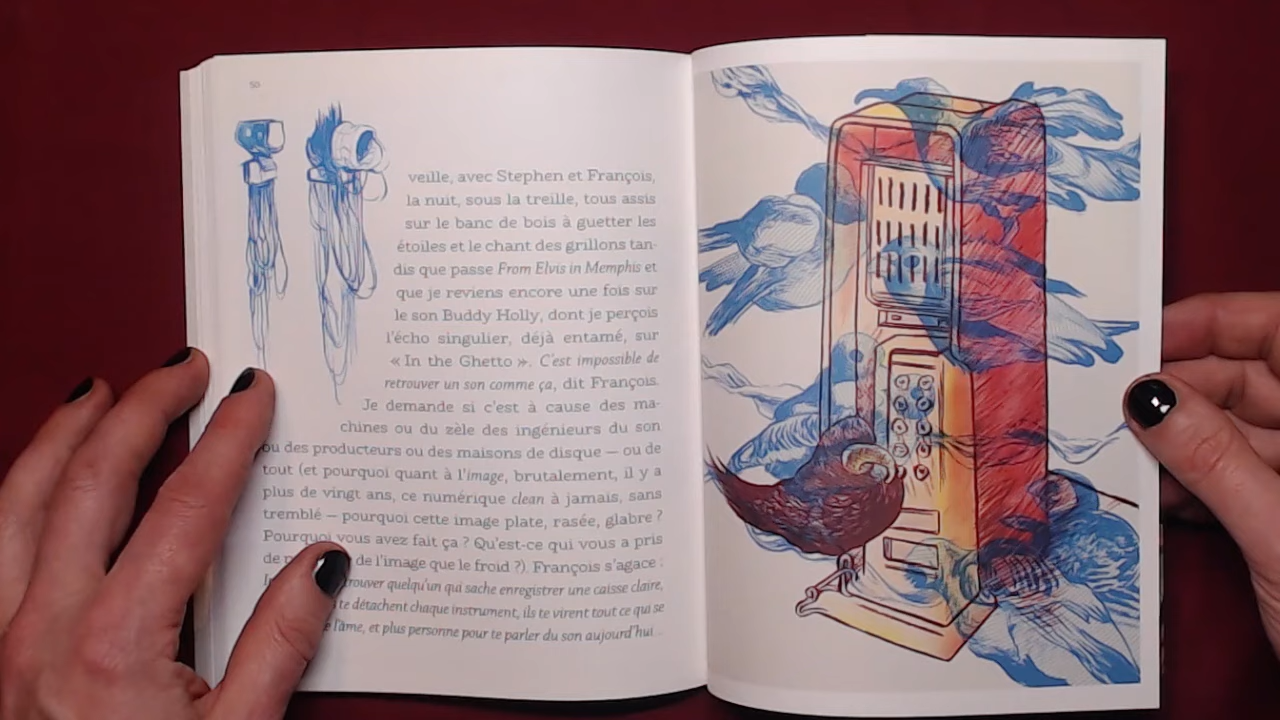 50
veille, avec Stephen et François,
la nuit, sous la treille, tous assis
sur le banc de bois à guetter les
étoiles et le chant des grillons tan-
dis que passe From Elvis in Memphis et
que je reviens encore une fois sur
le son Buddy Holly, dont je perçois
l'écho singulier, déjà entamé, sur
« In the Ghetto ». C'est impossible de
retrouver un son comme ça, dit François.
Je demande si c'est à cause des ma-
chines ou du zèle des ingénieurs du son
ou des producteurs ou des maisons de disque — ou de
tout (et pourquoi quant à l'image, brutalement, il y a
plus de vingt ans, ce numérique clean à jamais, sans
tremblé — pourquoi cette image plate, rasée, glabre ?
Pourquoi vous avez fait ça ? Qu'est-ce qui vous a pris
de de l'image que le froid ?). François s'agace :
trouver quelqu'un qui sache enregistrer une caisse claire,
te détachent chaque instrument, ils te virent tout ce qui se
l'âme, et plus personne pour te parler du son aujourd'hui...